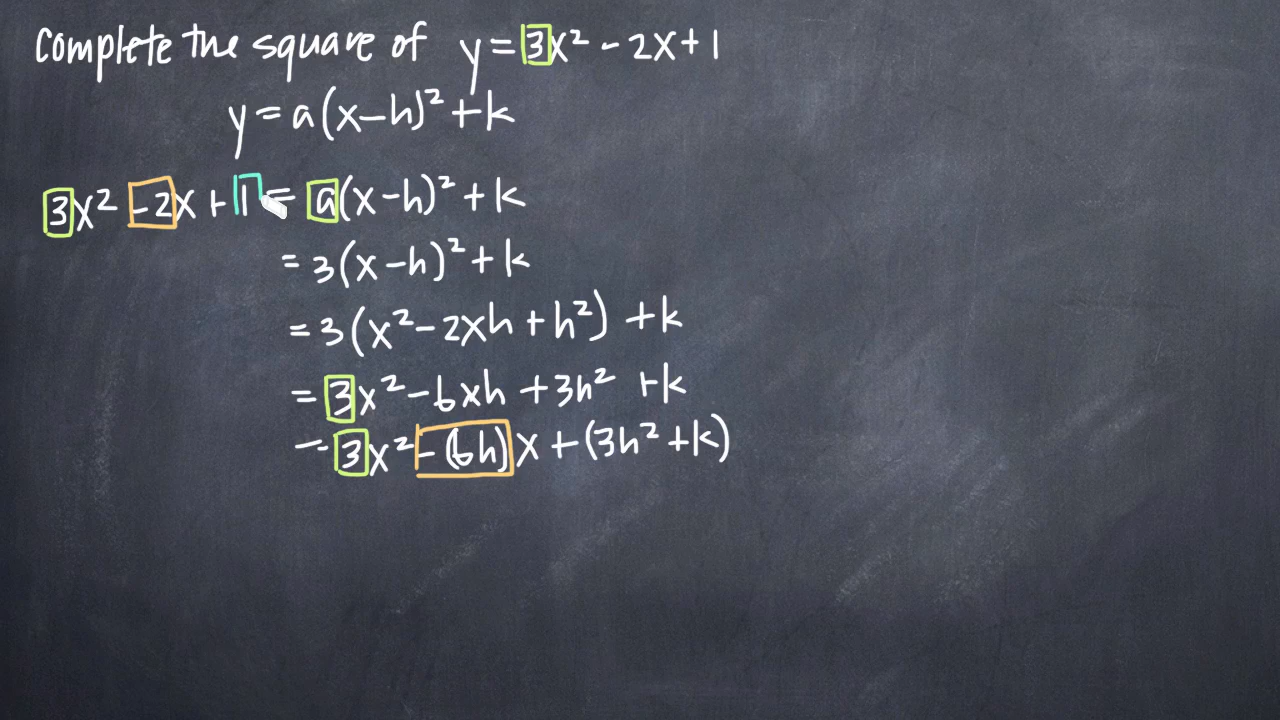 Complete the square of y = 3x² - 2x + 1
y = a(x-h)² + k
3x² - 2x + 1 = a(x-h)² + k
= 3(x-h)² + k
= 3(x² - 2xh + h²) + k
= 3x² - 6xh + 3h² + k
= 3x² - (6h)x + (3h² + k)